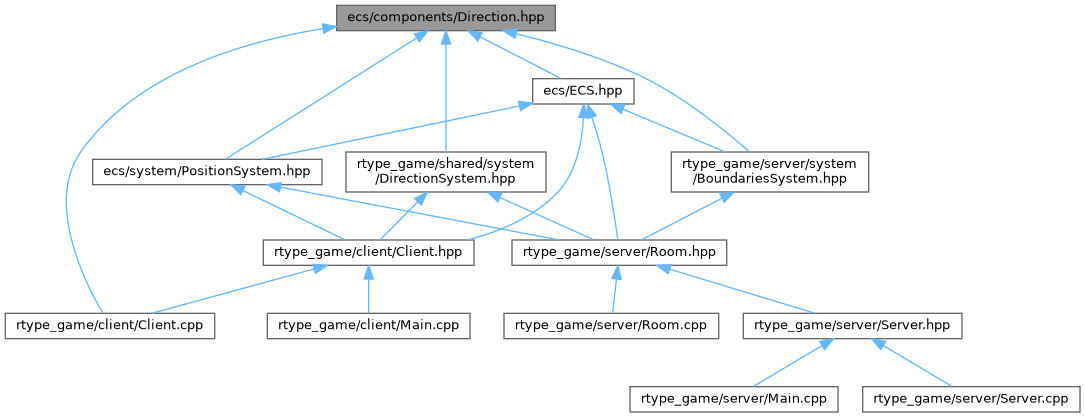 ecs/components/Direction.hpp
ecs/ECS.hpp
ecs/system/PositionSystem.hpp
rtype_game/shared/system
/DirectionSystem.hpp
rtype_game/server/system
/BoundariesSystem.hpp
rtype_game/client/Client.hpp
rtype_game/server/Room.hpp
rtype_game/client/Client.cpp
rtype_game/client/Main.cpp
rtype_game/server/Room.cpp
rtype_game/server/Server.hpp
rtype_game/server/Main.cpp
rtype_game/server/Server.cpp